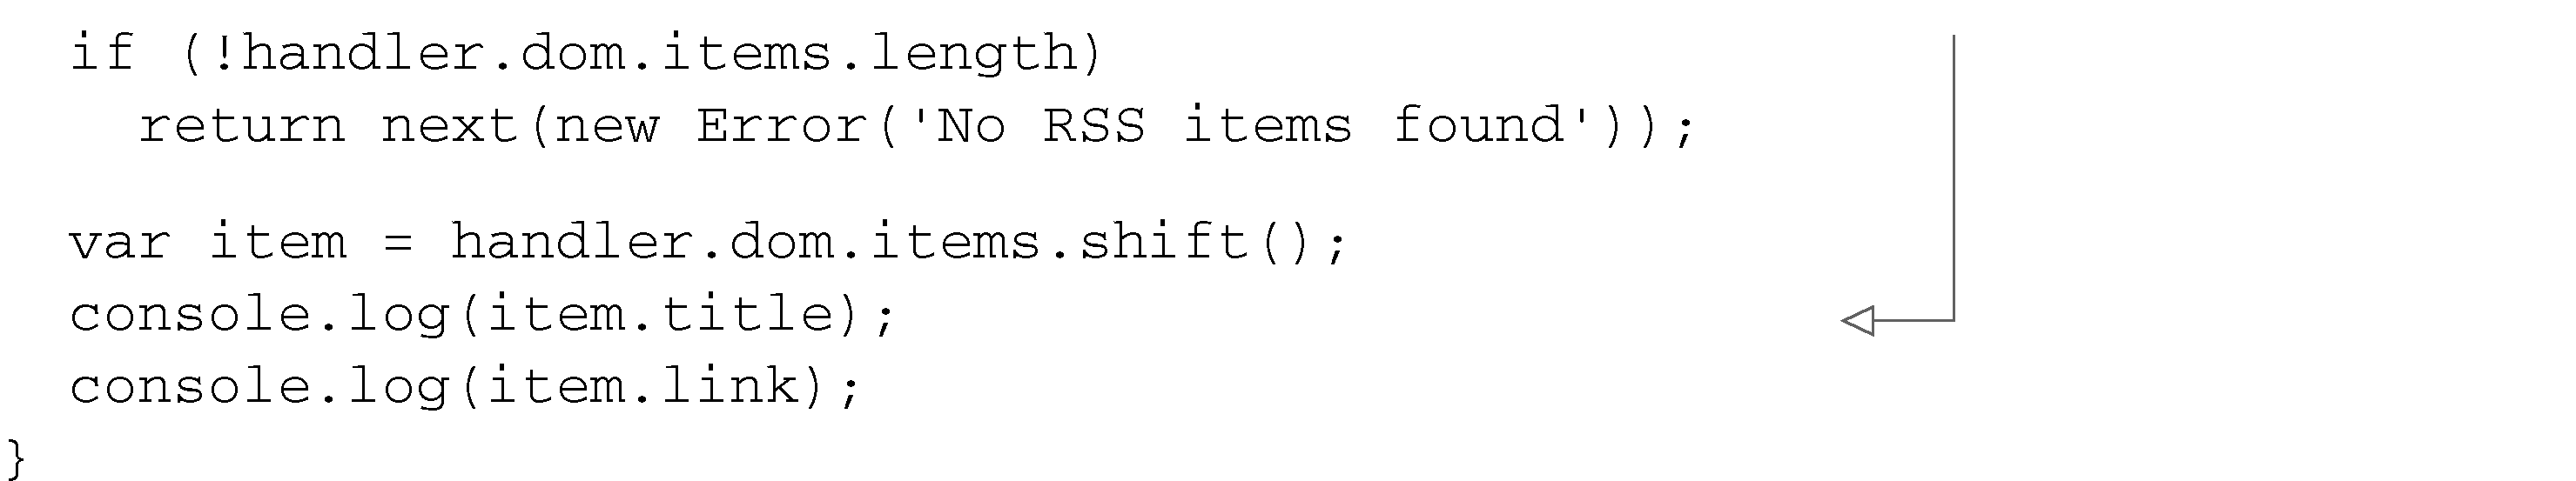 if (!handler.dom.items.length)
return next(new Error('No RSS items found'));
var item = handler.dom.items.shift();
console.log(item.title);
console.log(item.link);
}